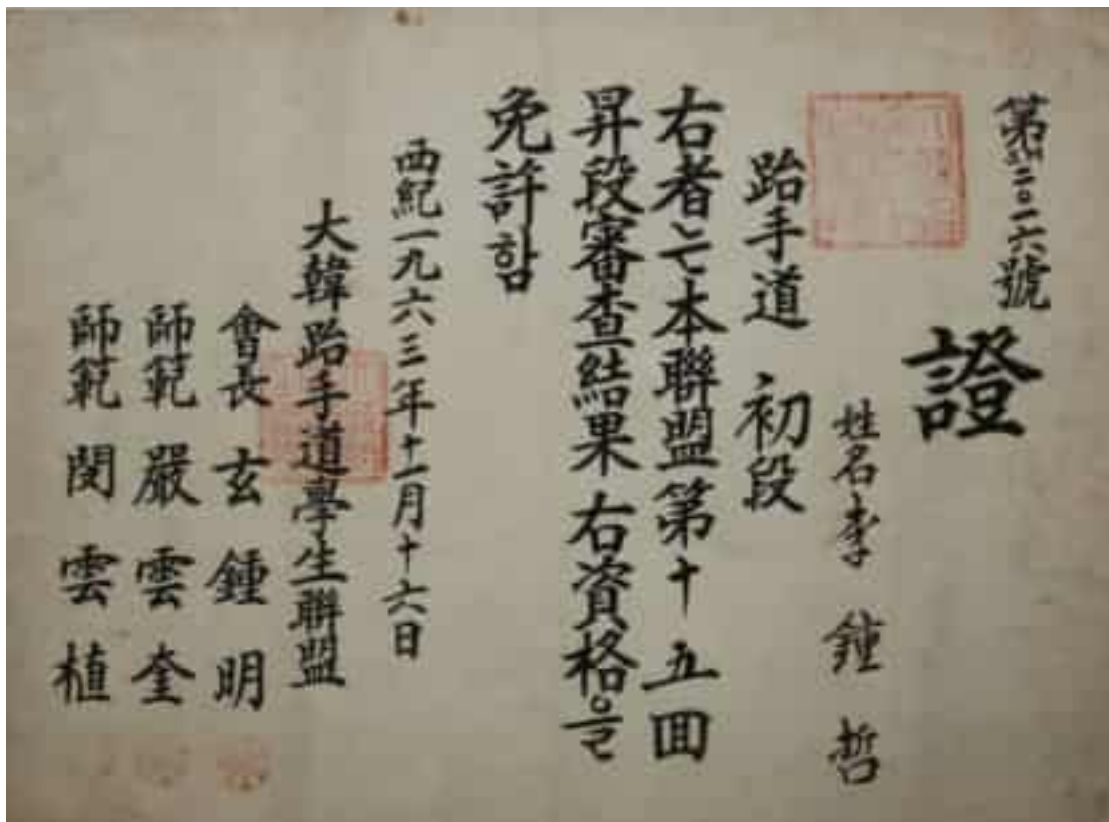 第二〇一六號
證
姓名 李鍾哲
跆手道 初段
右者는 本聯盟第十五回
昇段審査結果 右資格을
免許함
西紀一九六三年十一月十六日
大韓跆手道學生聯盟
會長 玄鍾明
師範 嚴雲奎
師範 閔雲植